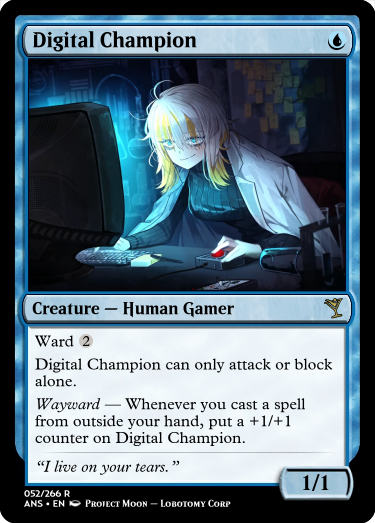 Digital Champion
Creature — Human Gamer
Ward 2
Digital Champion can only attack or block
alone.
Wayward — Whenever you cast a spell
from outside your hand, put a +1/+1
counter on Digital Champion.
“I live on your tears.”
1/1
052/266 R
ANS • EN Project Moon — Lobotomy Corp